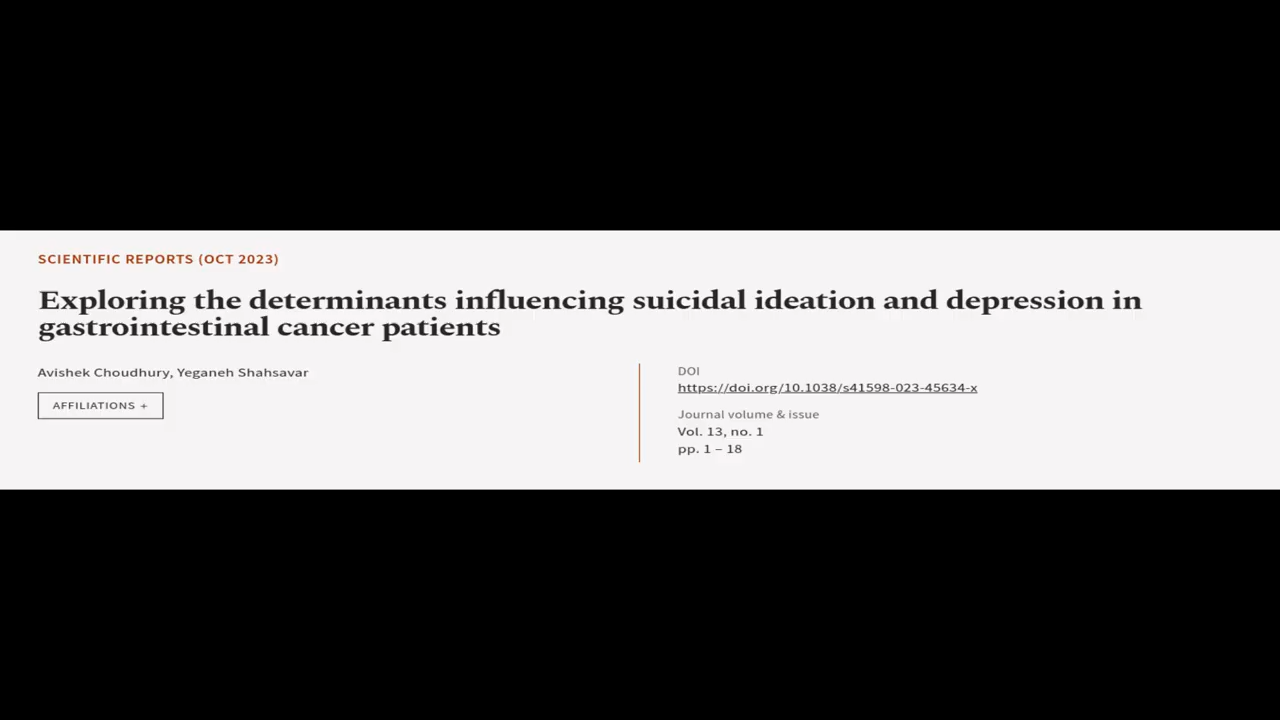 SCIENTIFIC REPORTS (OCT 2023)
Exploring the determinants influencing suicidal ideation and depression in
gastrointestinal cancer patients
Avishek Choudhury, Yeganeh Shahsavar
AFFILIATIONS +
DOI
https://doi.org/10.1038/s41598-023-45634-x
Journal volume & issue
Vol. 13, no. 1
pp. 1 – 18